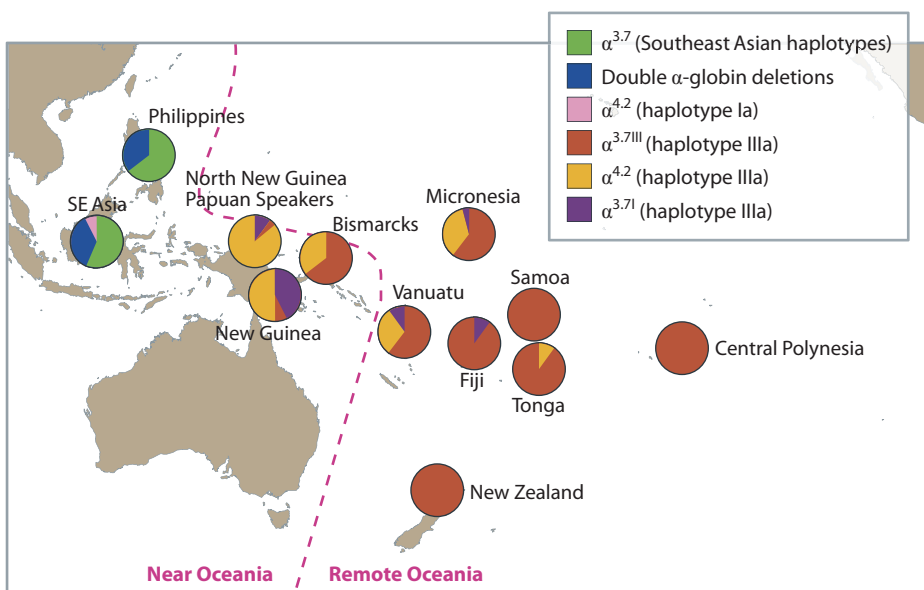 α³·⁷ (Southeast Asian haplotypes)
Double α-globin deletions
α⁴·² (haplotype Ia)
α³·⁷ᴵᴵᴵ (haplotype IIIa)
α⁴·² (haplotype IIIa)
α³·⁷ᴵ (haplotype IIIa)
Philippines
SE Asia
North New Guinea
Papuan Speakers
Bismarcks
New Guinea
Micronesia
Vanuatu
Fiji
Samoa
Tonga
Central Polynesia
New Zealand
Near Oceania
Remote Oceania